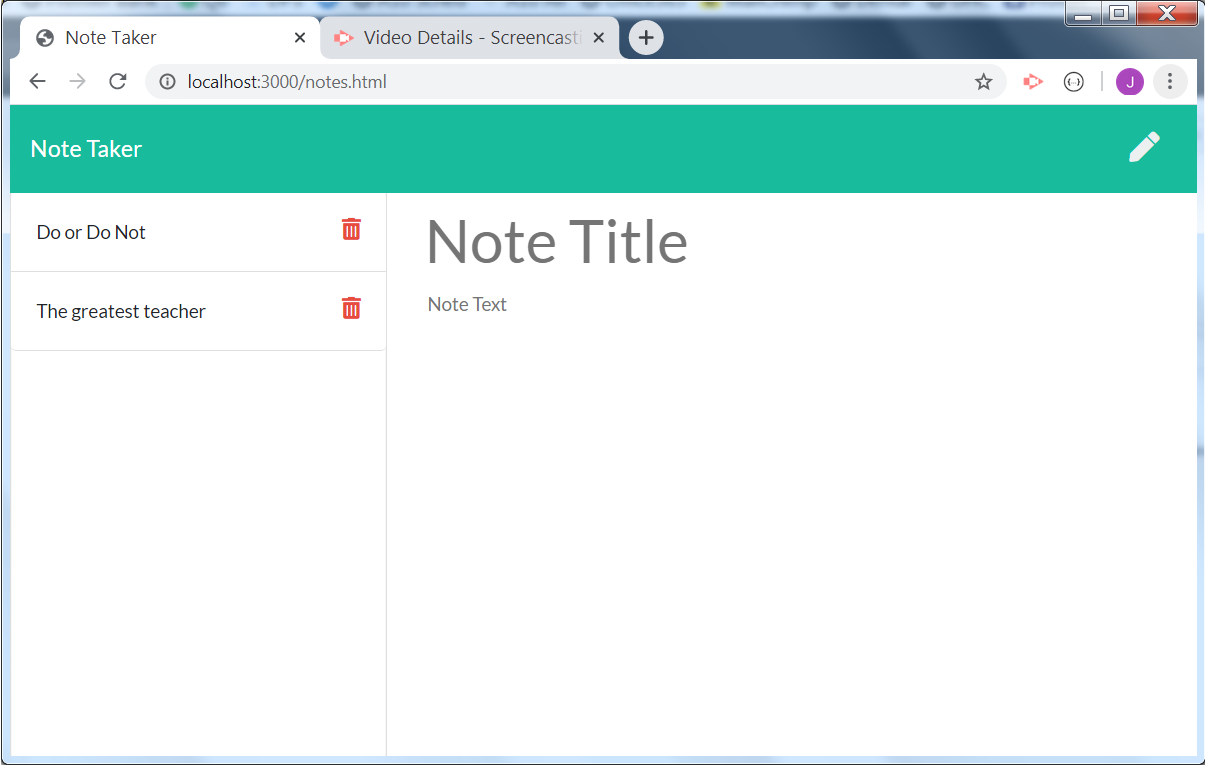 Note Taker
Video Details - Screencasti
localhost:3000/notes.html
J
Note Taker
Do or Do Not
The greatest teacher
Note Title
Note Text